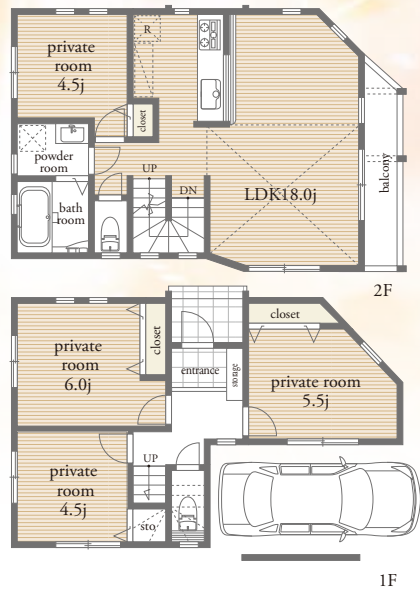 private
room
4.5j
R
closet
powder
room
bath
room
UP
DN
LDK18.0j
balcony
2F
private
room
6.0j
closet
entrance
storage
closet
private room
5.5j
private
room
4.5j
UP
sto
1F